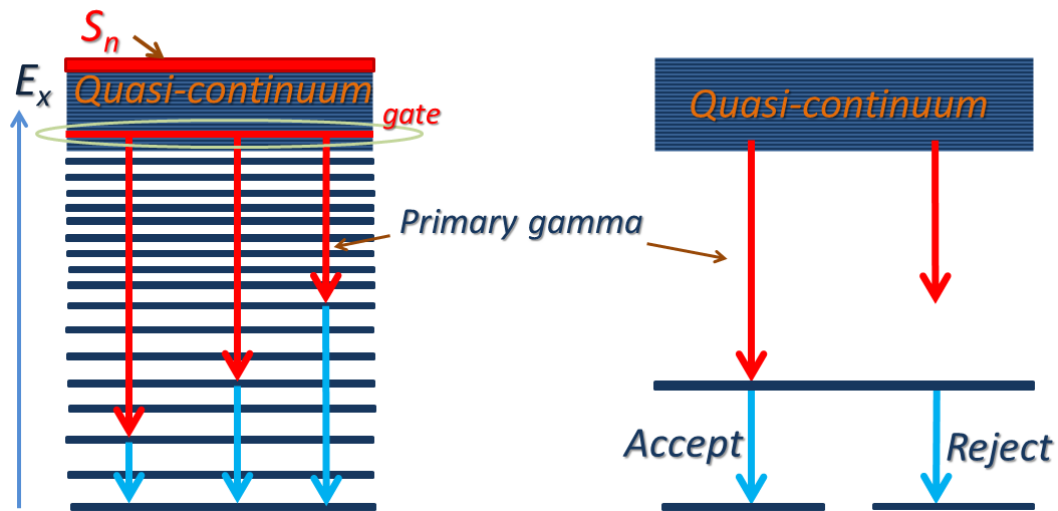 Sn
Ex
Quasi-continuum
gate
Quasi-continuum
Primary gamma
Accept
Reject